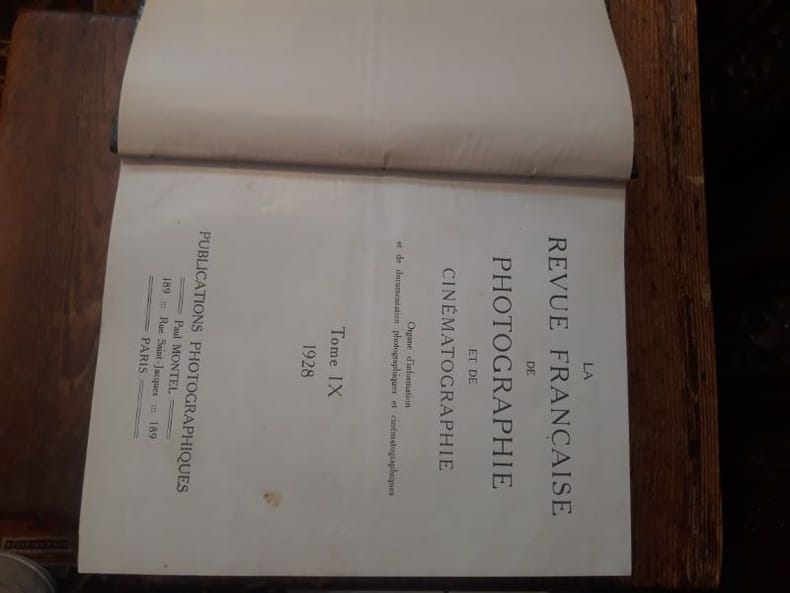 LA
REVUE FRANÇAISE
DE
PHOTOGRAPHIE
ET DE
CINÉMATOGRAPHIE
Organe d'information
et de documentation photographiques et cinématographiques
Tome IX
1928
PUBLICATIONS PHOTOGRAPHIQUES
Paul MONTEL
189 ::: Rue Saint-Jacques ::: 189
PARIS